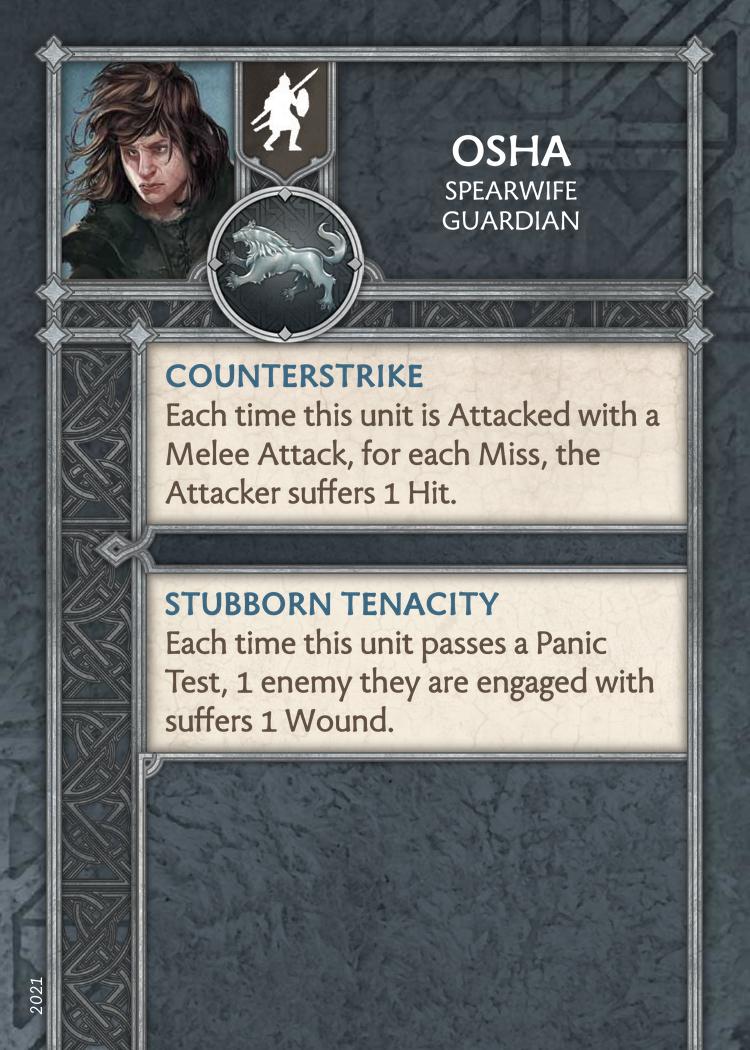 OSHA
SPEARWIFE
GUARDIAN
COUNTERSTRIKE
Each time this unit is Attacked with a
Melee Attack, for each Miss, the
Attacker suffers 1 Hit.
STUBBORN TENACITY
Each time this unit passes a Panic
Test, 1 enemy they are engaged with
suffers 1 Wound.
2021